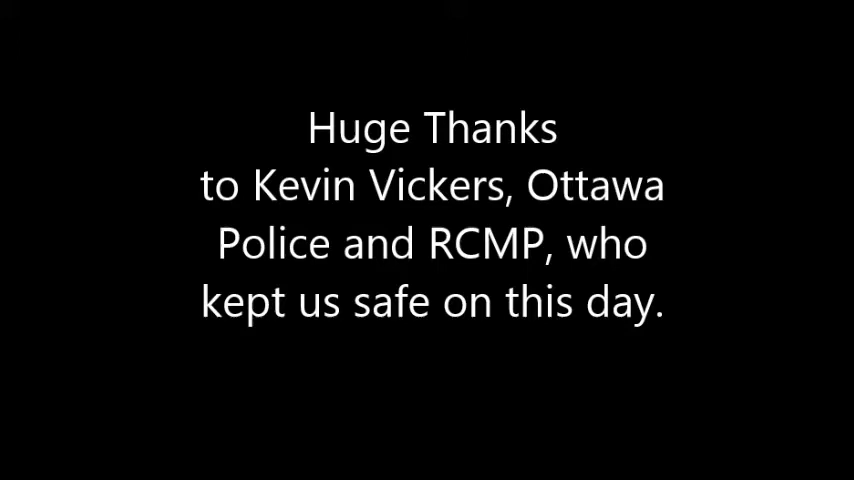 Huge Thanks
to Kevin Vickers, Ottawa
Police and RCMP, who
kept us safe on this day.